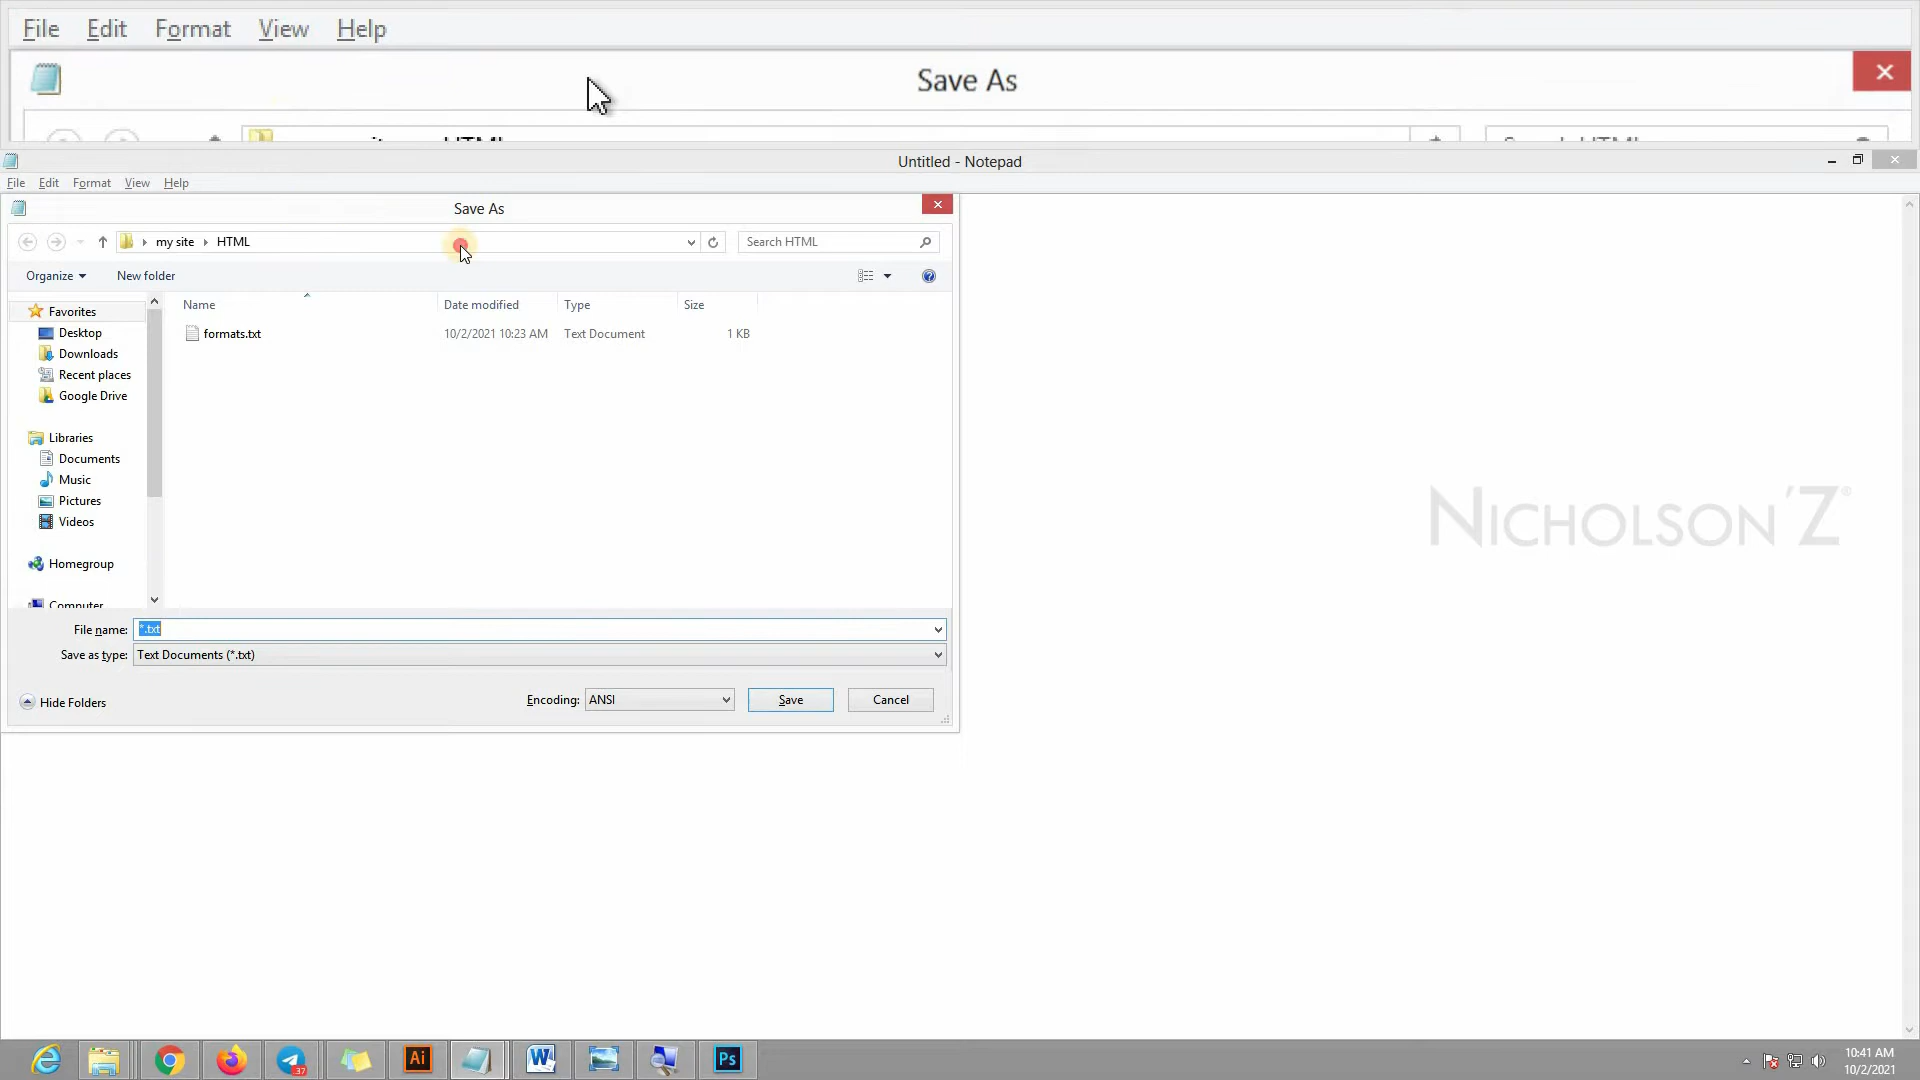 File Edit Format View Help
Save As
Untitled - Notepad
File Edit Format View Help
Save As
my site HTML
Search HTML
Organize New folder
Name Date modified Type Size
formats.txt 10/2/2021 10:23 AM Text Document 1 KB
Favorites
Desktop
Downloads
Recent places
Google Drive
Libraries
Documents
Music
Pictures
Videos
Homegroup
Computer
NICHOLSON'Z®
File name: *.txt
Save as type: Text Documents (*.txt)
Hide Folders
Encoding: ANSI Save Cancel
37
Ai
W
Ps
10:41 AM
10/2/2021